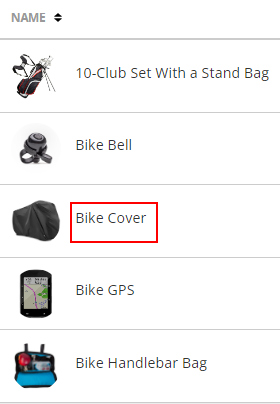 NAME
10-Club Set With a Stand Bag
Bike Bell
Bike Cover
Bike GPS
Bike Handlebar Bag